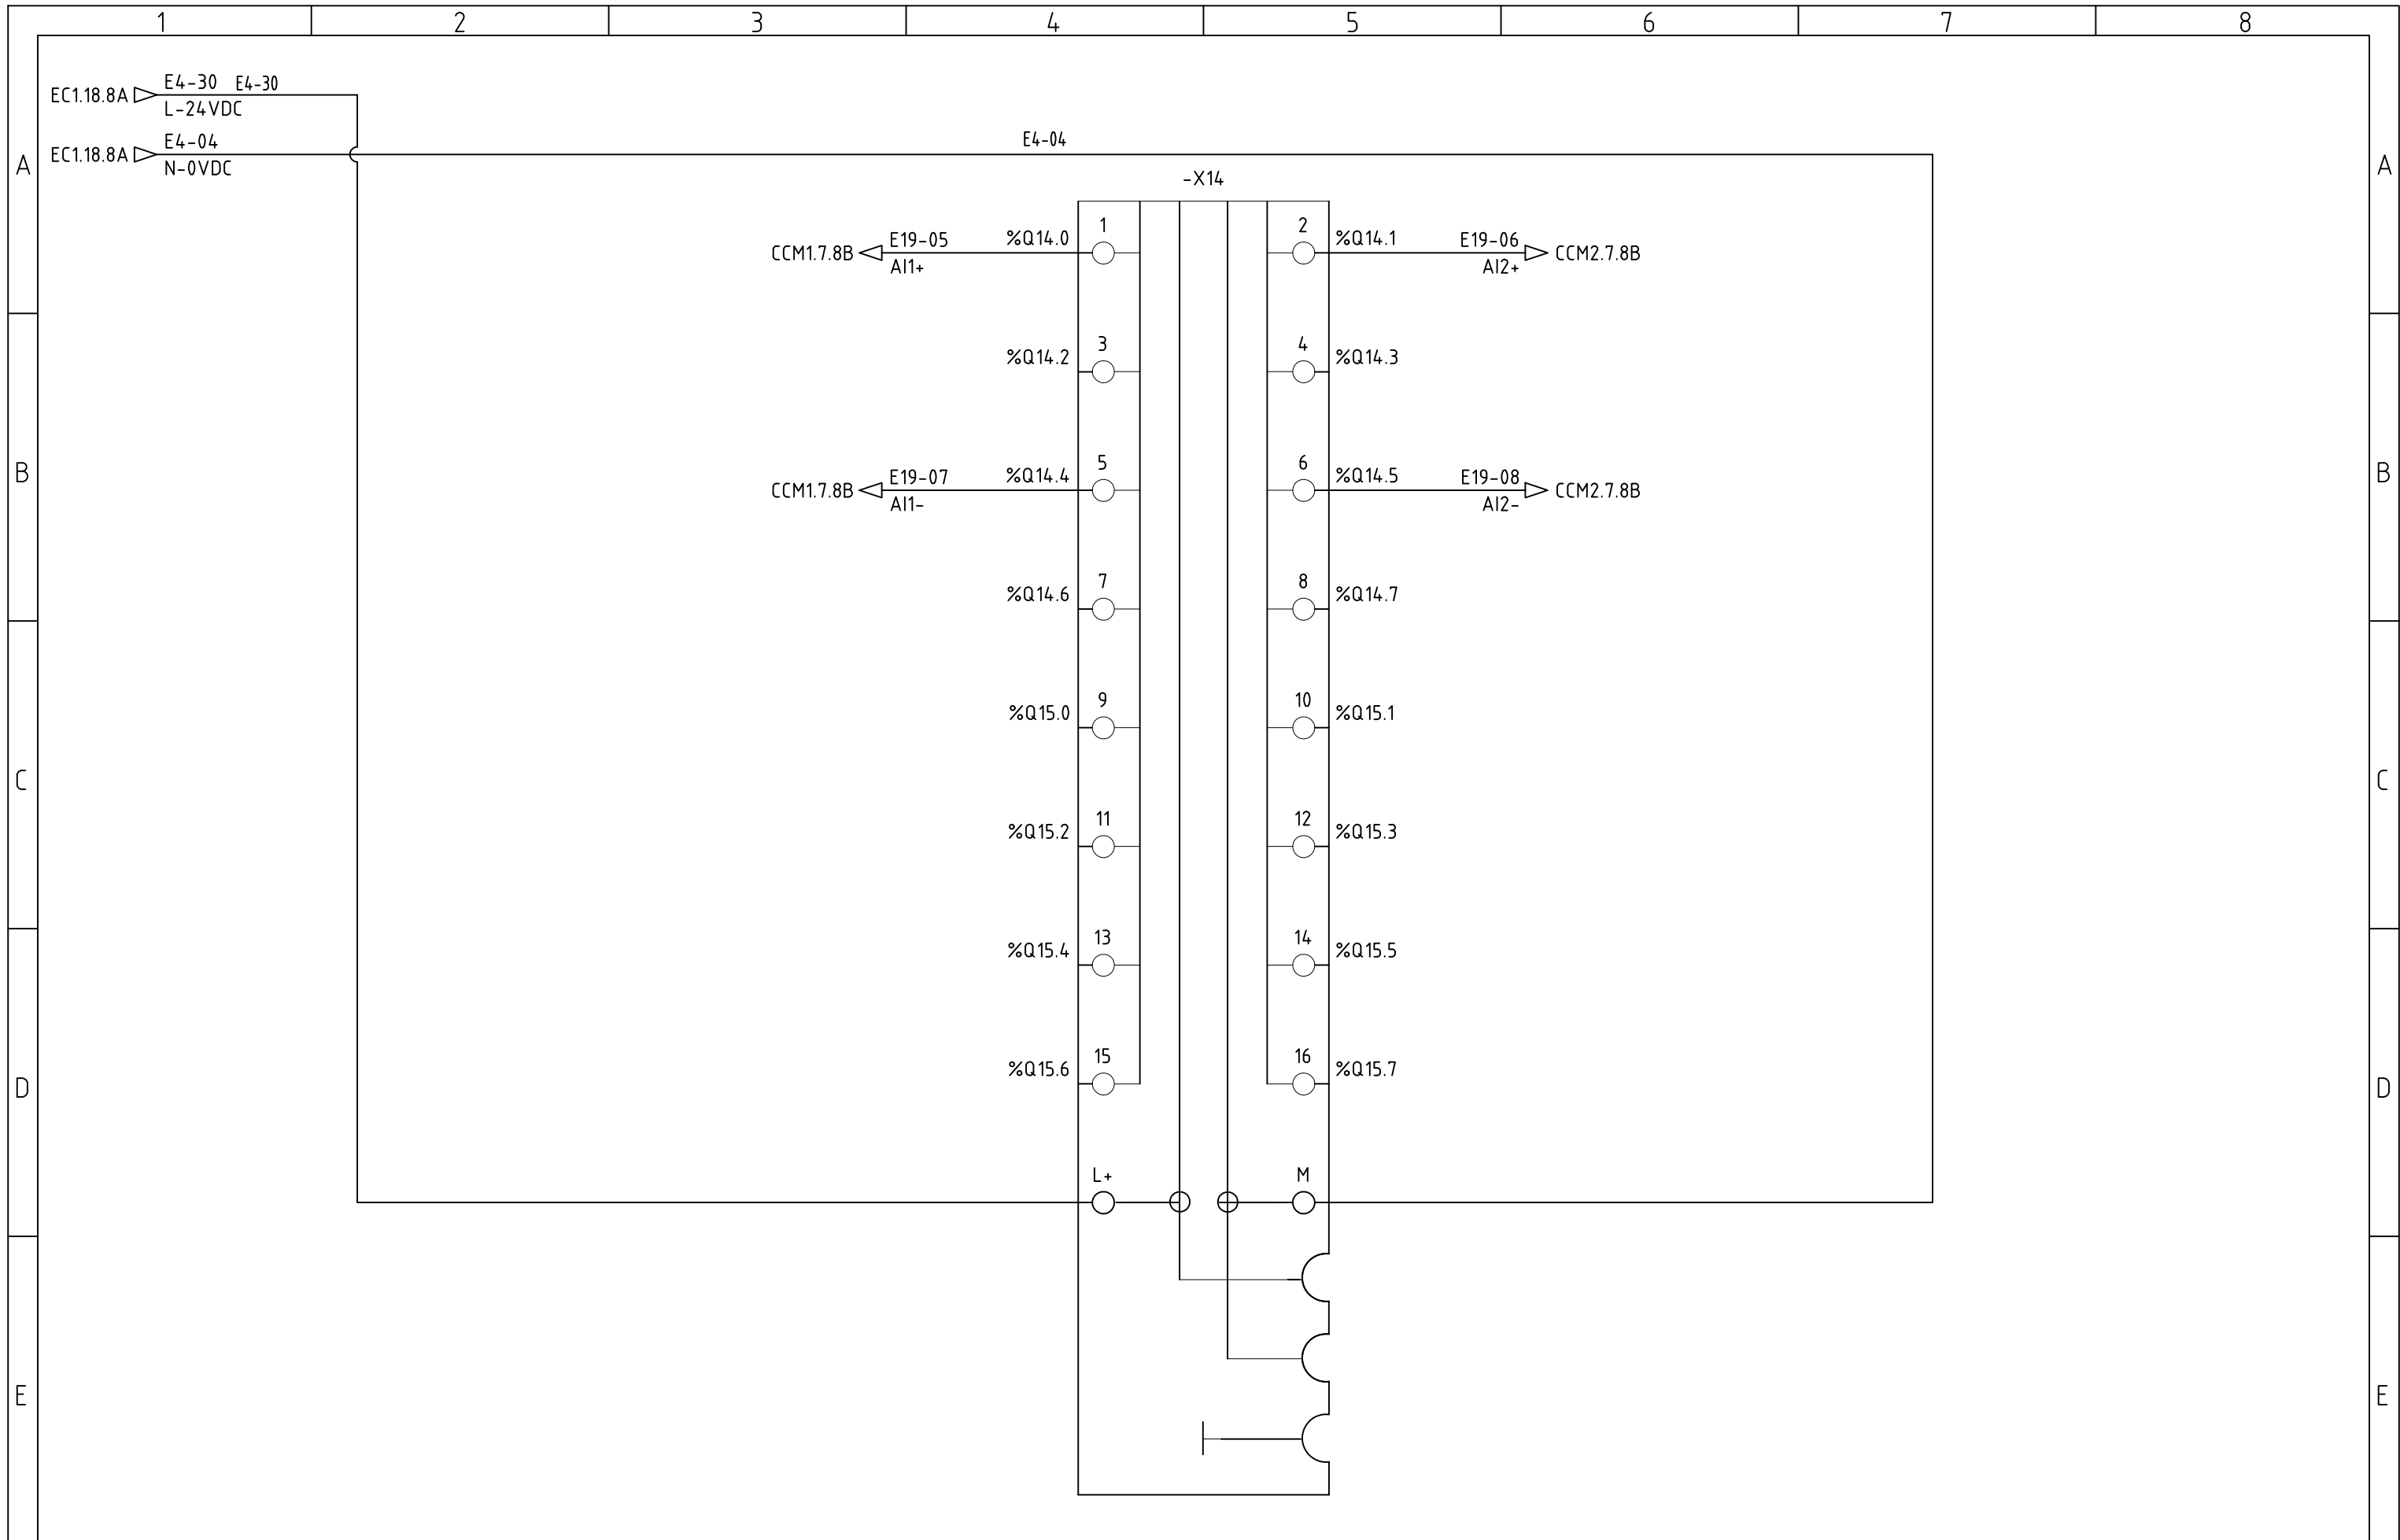 1 2 3 4 5 6 7 8
E4-30 E4-30
EC1.18.8A
L-24VDC
E4-04 E4-04
EC1.18.8A
N-0VDC
A A
-X14
1 2
%Q14.0 %Q14.1
E19-05 E19-06
CCM1.7.8B CCM2.7.8B
AI1+ AI2+
3 4
%Q14.2 %Q14.3
5 6
B B
%Q14.4 %Q14.5
E19-07 E19-08
CCM1.7.8B CCM2.7.8B
AI1- AI2-
7 8
%Q14.6 %Q14.7
9 10
%Q15.0 %Q15.1
C C
11 12
%Q15.2 %Q15.3
13 14
%Q15.4 %Q15.5
15 16
%Q15.6 %Q15.7
D D
L+ M
E E